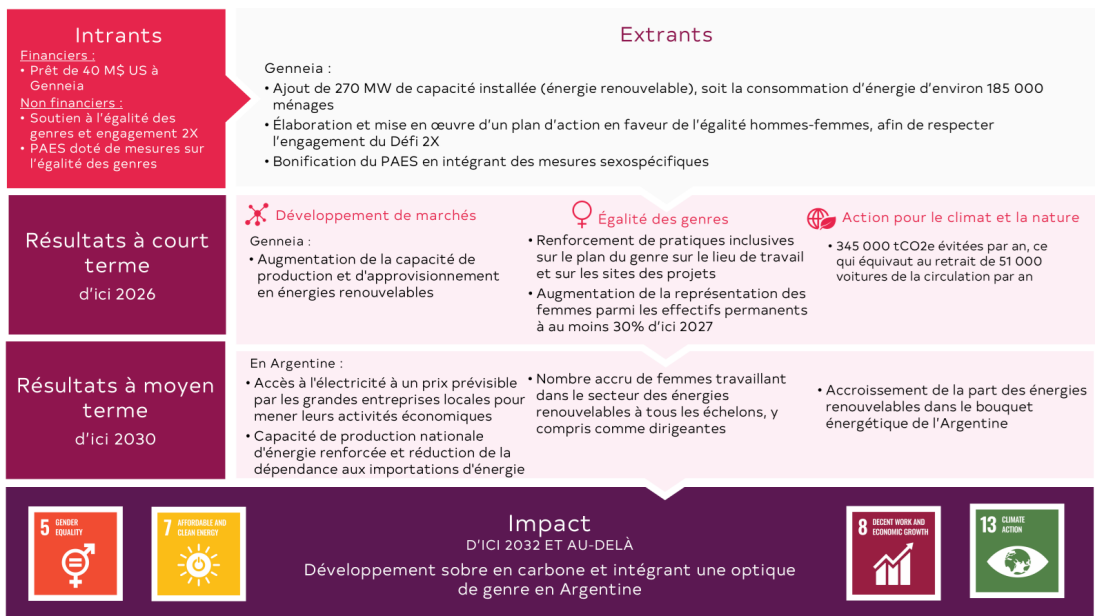 Intrants
Financiers :
• Prêt de 40 M$ US à
Genneia
Non financiers :
• Soutien à l'égalité des
genres et engagement 2X
• PAES doté de mesures sur
l'égalité des genres
Extrants
Genneia :
• Ajout de 270 MW de capacité installée (énergie renouvelable), soit la consommation d'énergie d'environ 185 000
ménages
• Élaboration et mise en œuvre d'un plan d'action en faveur de l'égalité hommes-femmes, afin de respecter
l'engagement du Défi 2X
• Bonification du PAES en intégrant des mesures sexospécifiques
Résultats à court
terme
d'ici 2026
Développement de marchés
Genneia :
• Augmentation de la capacité de
production et d'approvisionnement
en énergies renouvelables
Égalité des genres
• Renforcement de pratiques inclusives
sur le plan du genre sur le lieu de travail
et sur les sites des projets
• Augmentation de la représentation des
femmes parmi les effectifs permanents
à au moins 30% d'ici 2027
Action pour le climat et la nature
• 345 000 tCO2e évitées par an, ce
qui équivaut au retrait de 51 000
voitures de la circulation par an
Résultats à moyen
terme
d'ici 2030
En Argentine :
• Accès à l'électricité à un prix prévisible
par les grandes entreprises locales pour
mener leurs activités économiques
• Capacité de production nationale
d'énergie renforcée et réduction de la
dépendance aux importations d'énergie
• Nombre accru de femmes travaillant
dans le secteur des énergies
renouvelables à tous les échelons, y
compris comme dirigeantes
• Accroissement de la part des énergies
renouvelables dans le bouquet
énergétique de l'Argentine
5 GENDER
EQUALITY
7 AFFORDABLE AND
CLEAN ENERGY
Impact
D'ICI 2032 ET AU-DELÀ
Développement sobre en carbone et intégrant une optique
de genre en Argentine
8 DECENT WORK AND
ECONOMIC GROWTH
13 CLIMATE
ACTION